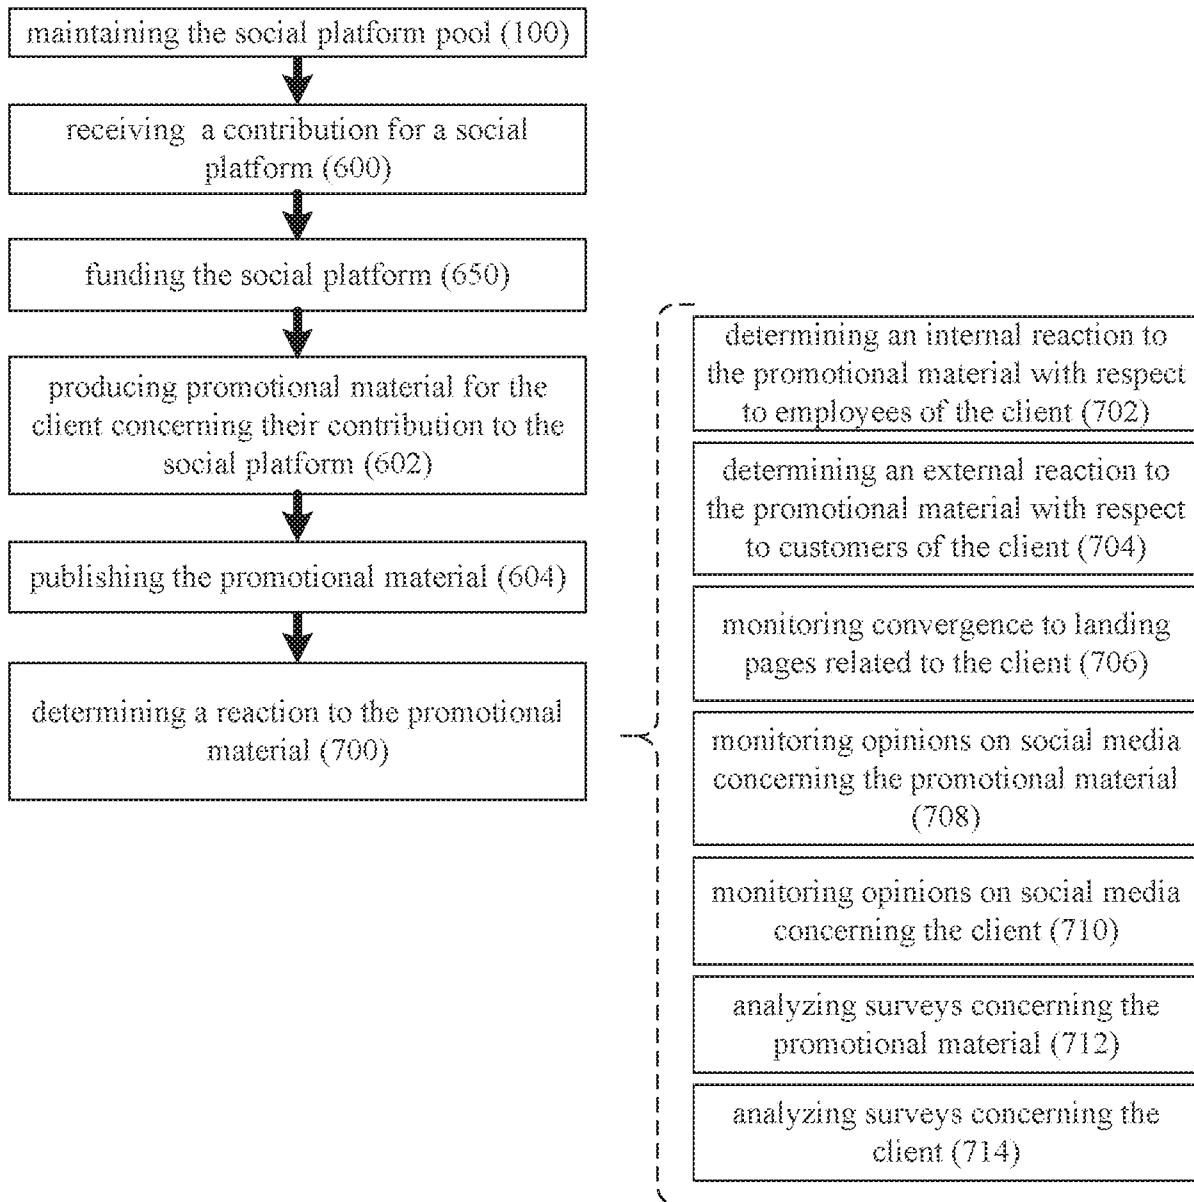 maintaining the social platform pool (100)
receiving a contribution for a social
platform (600)
funding the social platform (650)
producing promotional material for the
client concerning their contribution to the
social platform (602)
publishing the promotional material (604)
determining a reaction to the promotional
material (700)
determining an internal reaction to
the promotional material with respect
to employees of the client (702)
determining an external reaction to
the promotional material with respect
to customers of the client (704)
monitoring convergence to landing
pages related to the client (706)
monitoring opinions on social media
concerning the promotional material
(708)
monitoring opinions on social media
concerning the client (710)
analyzing surveys concerning the
promotional material (712)
analyzing surveys concerning the
client (714)